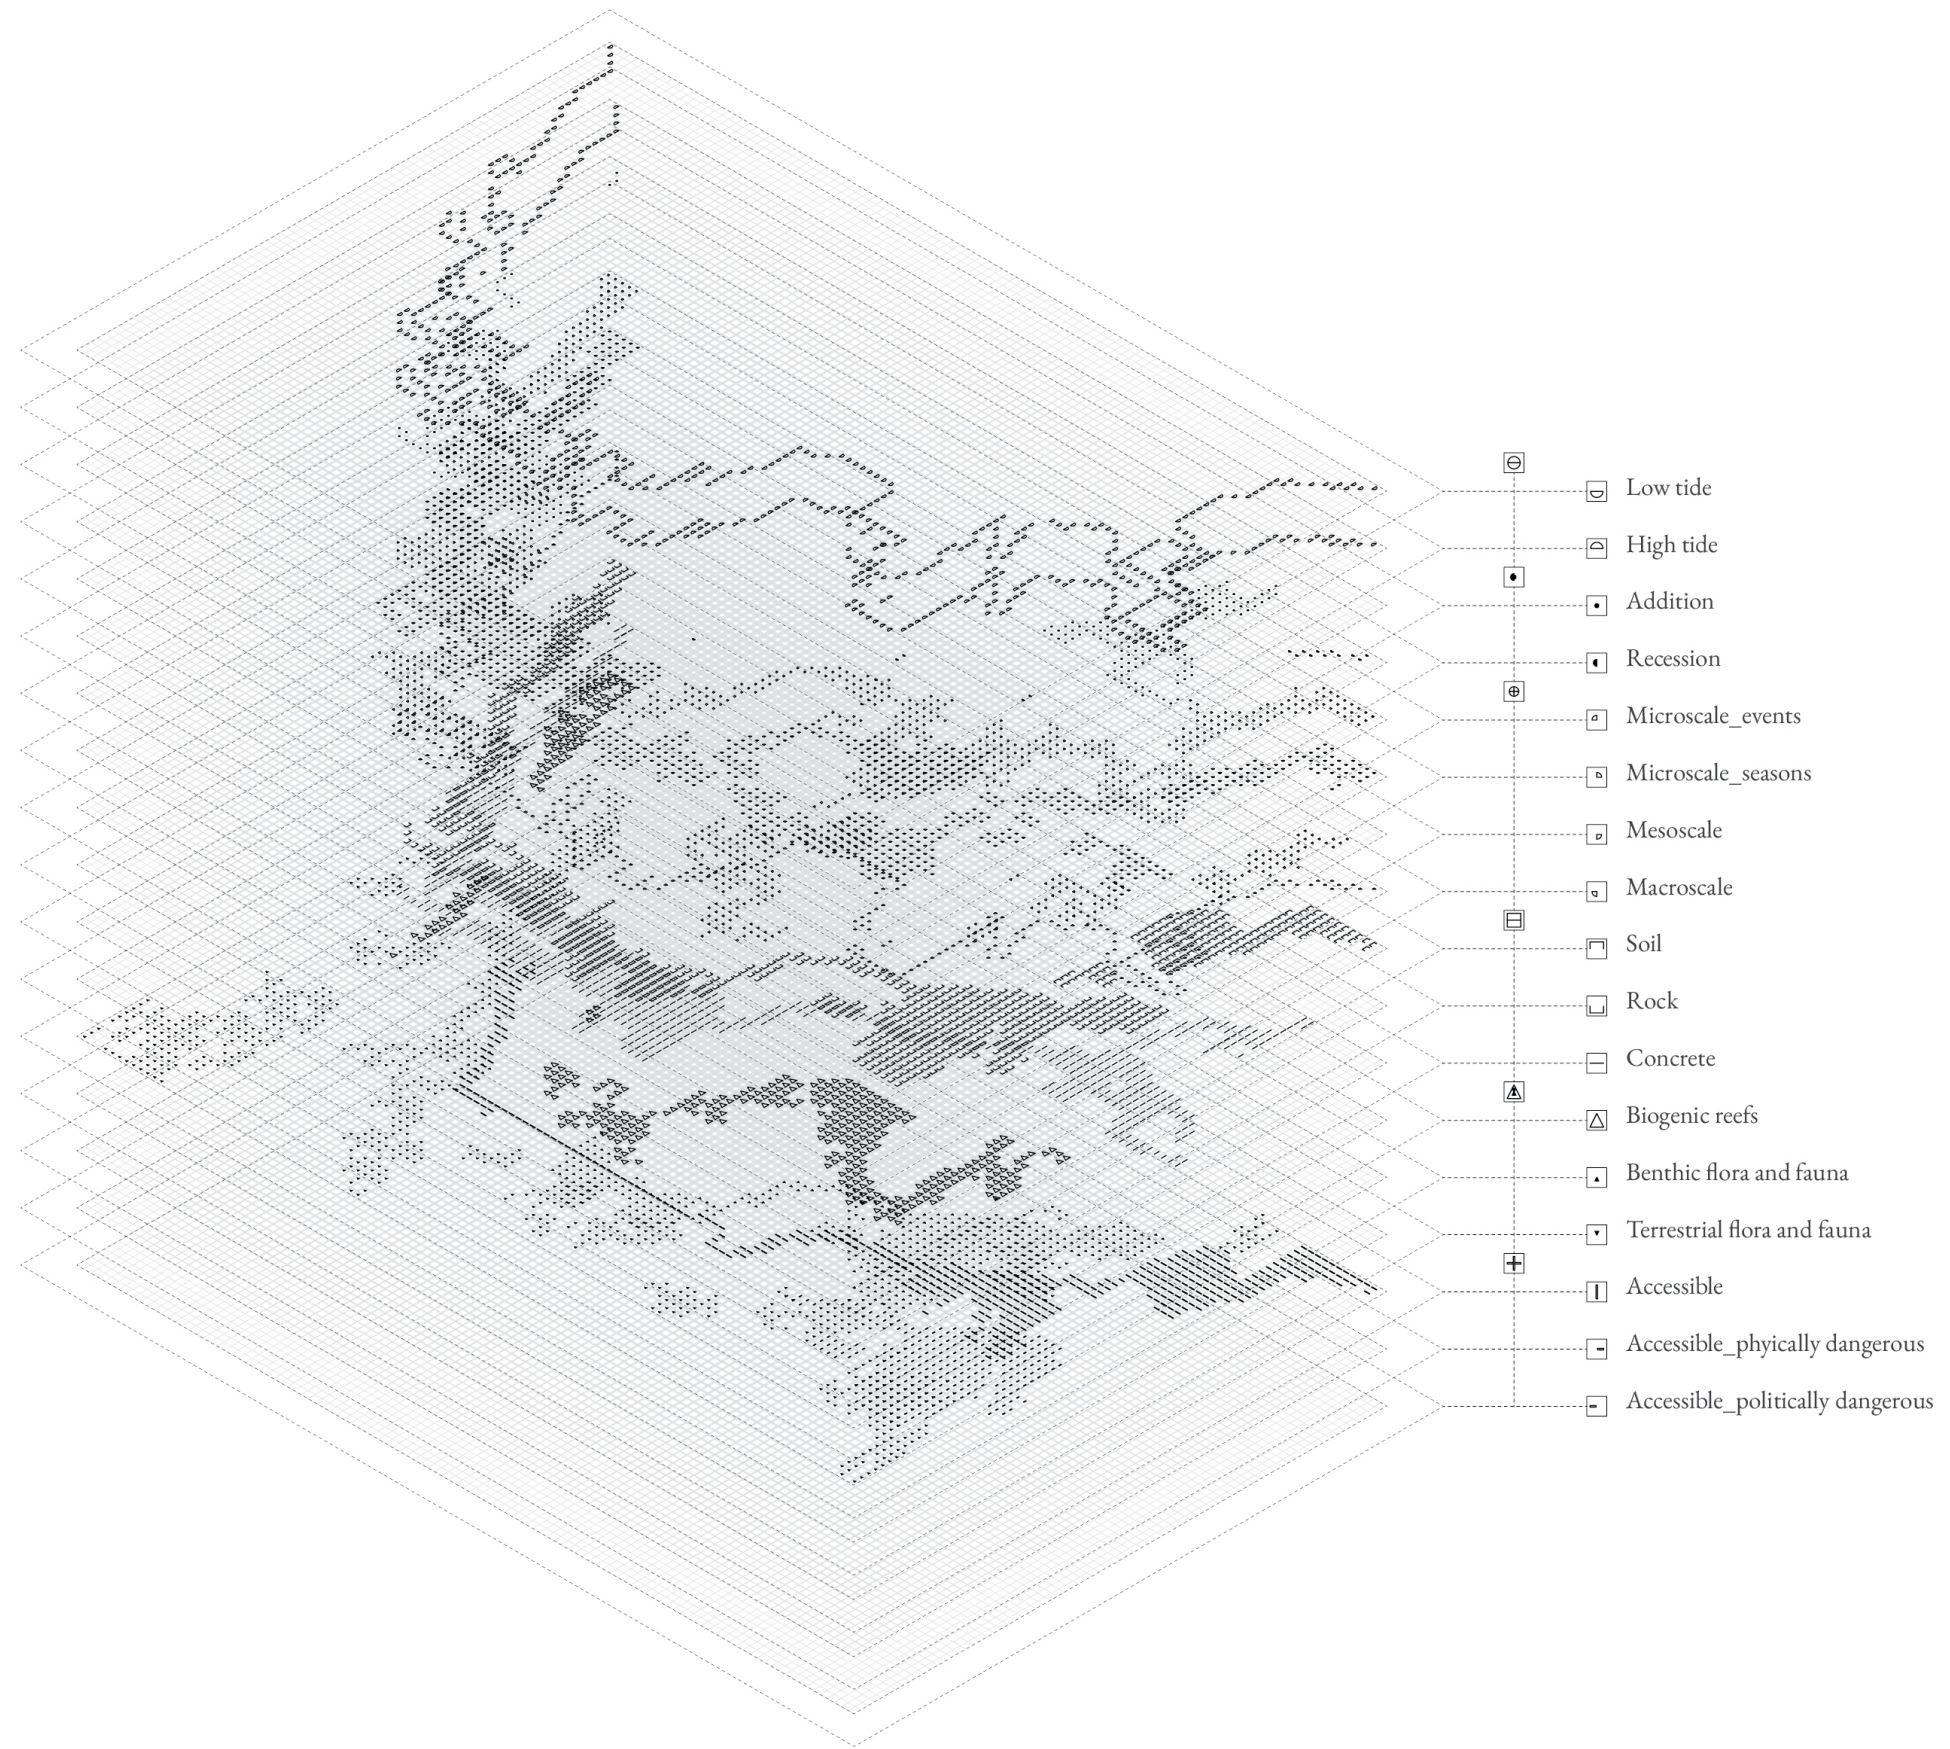 Low tide
High tide
Addition
Recession
Microscale_events
Microscale_seasons
Mesoscale
Macroscale
Soil
Rock
Concrete
Biogenic reefs
Benthic flora and fauna
Terrestrial flora and fauna
Accessible
Accessible_phyically dangerous
Accessible_politically dangerous